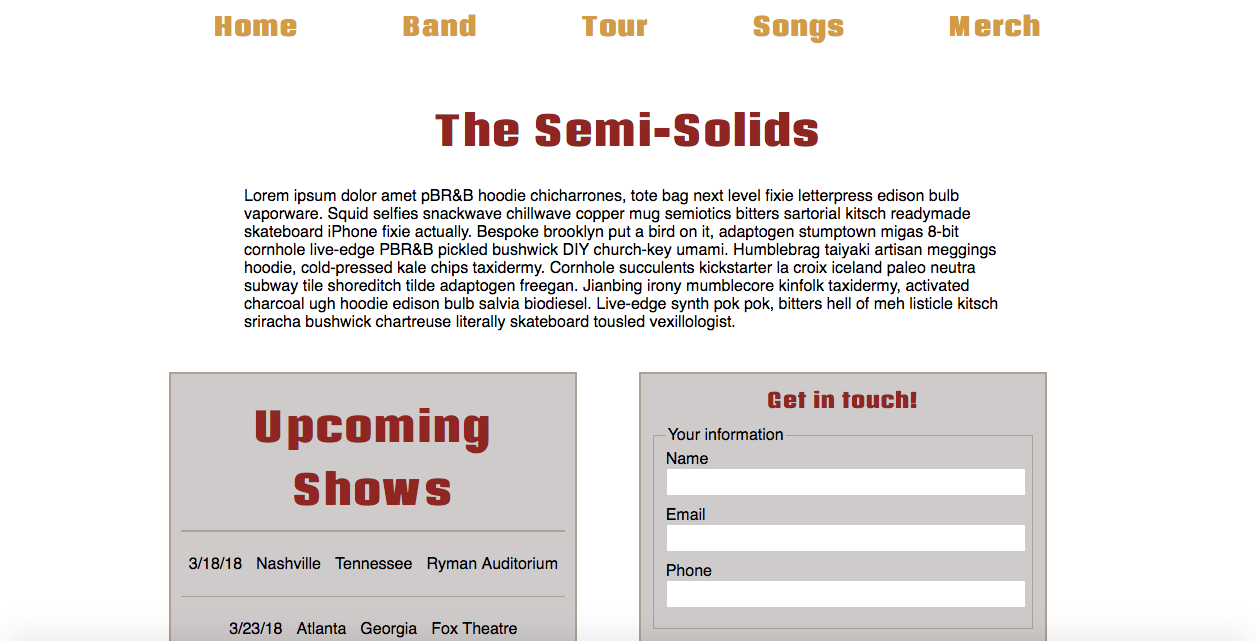 Home Band Tour Songs Merch
The Semi-Solids
Lorem ipsum dolor amet pBR&B hoodie chicharrones, tote bag next level fixie letterpress edison bulb
vaporware. Squid selfies snackwave chillwave copper mug semiotics bitters sartorial kitsch readymade
skateboard iPhone fixie actually. Bespoke brooklyn put a bird on it, adaptogen stumptown migas 8-bit
cornhole live-edge PBR&B pickled bushwick DIY church-key umami. Humblebrag taiyaki artisan meggings
hoodie, cold-pressed kale chips taxidermy. Cornhole succulents kickstarter la croix iceland paleo neutra
subway tile shoreditch tilde adaptogen freegan. Jianbing irony mumblecore kinfolk taxidermy, activated
charcoal ugh hoodie edison bulb salvia biodiesel. Live-edge synth pok pok, bitters hell of meh listicle kitsch
sriracha bushwick chartreuse literally skateboard tousled vexillologist.
Upcoming
Shows
3/18/18 Nashville Tennessee Ryman Auditorium
3/23/18 Atlanta Georgia Fox Theatre
Get in touch!
Your information
Name
Email
Phone